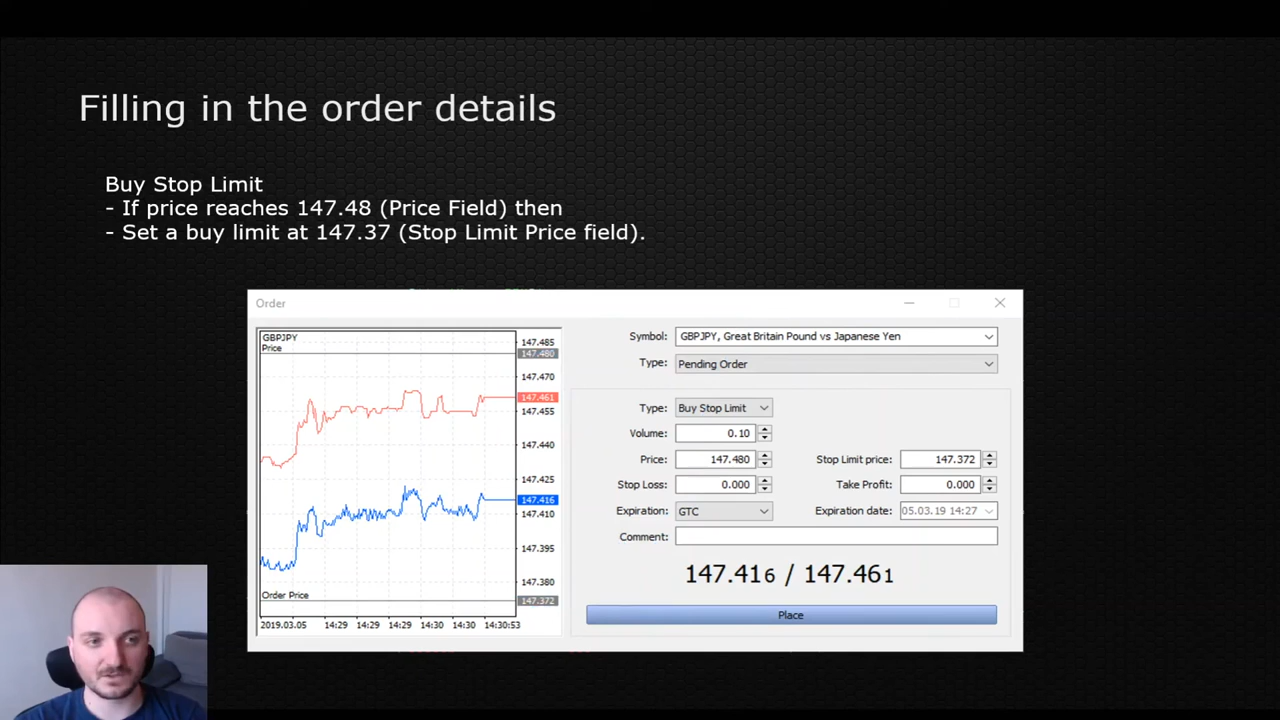 Filling in the order details
Buy Stop Limit
- If price reaches 147.48 (Price Field) then
- Set a buy limit at 147.37 (Stop Limit Price field).
Order
GBPJPY
Price
147.485
147.480
147.470
147.461
147.455
147.440
147.425
147.416
147.410
147.395
147.380
Order Price
147.372
2019.03.05 14:29 14:29 14:29 14:30 14:30 14:30:53
Symbol: GBPJPY, Great Britain Pound vs Japanese Yen
Type: Pending Order
Type: Buy Stop Limit
Volume: 0.10
Price: 147.480 Stop Limit price: 147.372
Stop Loss: 0.000 Take Profit: 0.000
Expiration: GTC Expiration date: 05.03.19 14:27
Comment:
147.416 / 147.461
Place